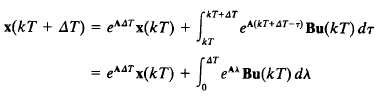 x(kT + ΔT) = e^{AΔT} x(kT) + ∫_{kT}^{kT+ΔT} e^{A(kT+ΔT−τ)} Bu(kT) dτ
= e^{AΔT} x(kT) + ∫_{0}^{ΔT} e^{Aλ} Bu(kT) dλ